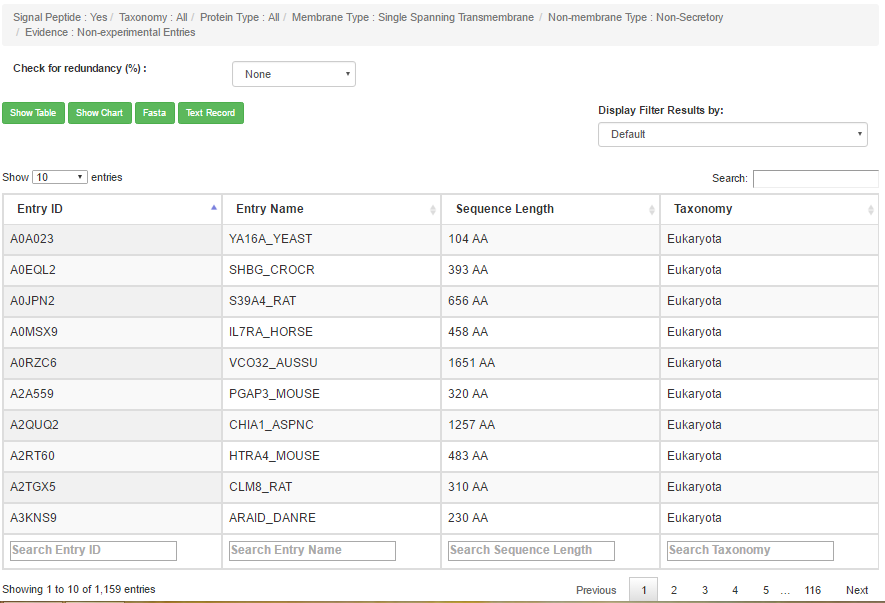 Signal Peptide : Yes / Taxonomy : All / Protein Type : All / Membrane Type : Single Spanning Transmembrane / Non-membrane Type : Non-Secretory
/ Evidence : Non-experimental Entries
Check for redundancy (%) : None
Show Table Show Chart Fasta Text Record
Display Filter Results by:
Default
Show 10 entries Search:
Entry ID Entry Name Sequence Length Taxonomy
A0A023 YA16A_YEAST 104 AA Eukaryota
A0EQL2 SHBG_CROCR 393 AA Eukaryota
A0JPN2 S39A4_RAT 656 AA Eukaryota
A0MSX9 IL7RA_HORSE 458 AA Eukaryota
A0RZC6 VCO32_AUSSU 1651 AA Eukaryota
A2A559 PGAP3_MOUSE 320 AA Eukaryota
A2QUQ2 CHIA1_ASPNC 1257 AA Eukaryota
A2RT60 HTRA4_MOUSE 483 AA Eukaryota
A2TGX5 CLM8_RAT 310 AA Eukaryota
A3KNS9 ARAID_DANRE 230 AA Eukaryota
Search Entry ID Search Entry Name Search Sequence Length Search Taxonomy
Showing 1 to 10 of 1,159 entries Previous 1 2 3 4 5 ... 116 Next